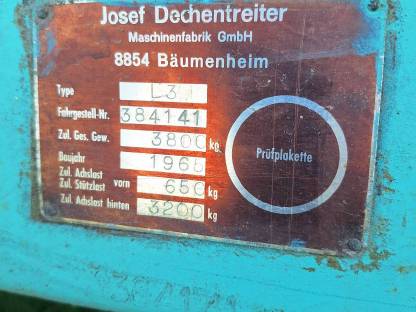 Josef Dechentreiter
Maschinenfabrik GmbH
8854 Bäumenheim
Type L3
Fahrgestell-Nr. 384141
Zul. Ges. Gew. 3800 kg
Baujahr 1965
Zul. Achslast
Zul. Stützlast vorn 650 kg
Zul. Achslast hinten 3200 kg
Prüfplakette